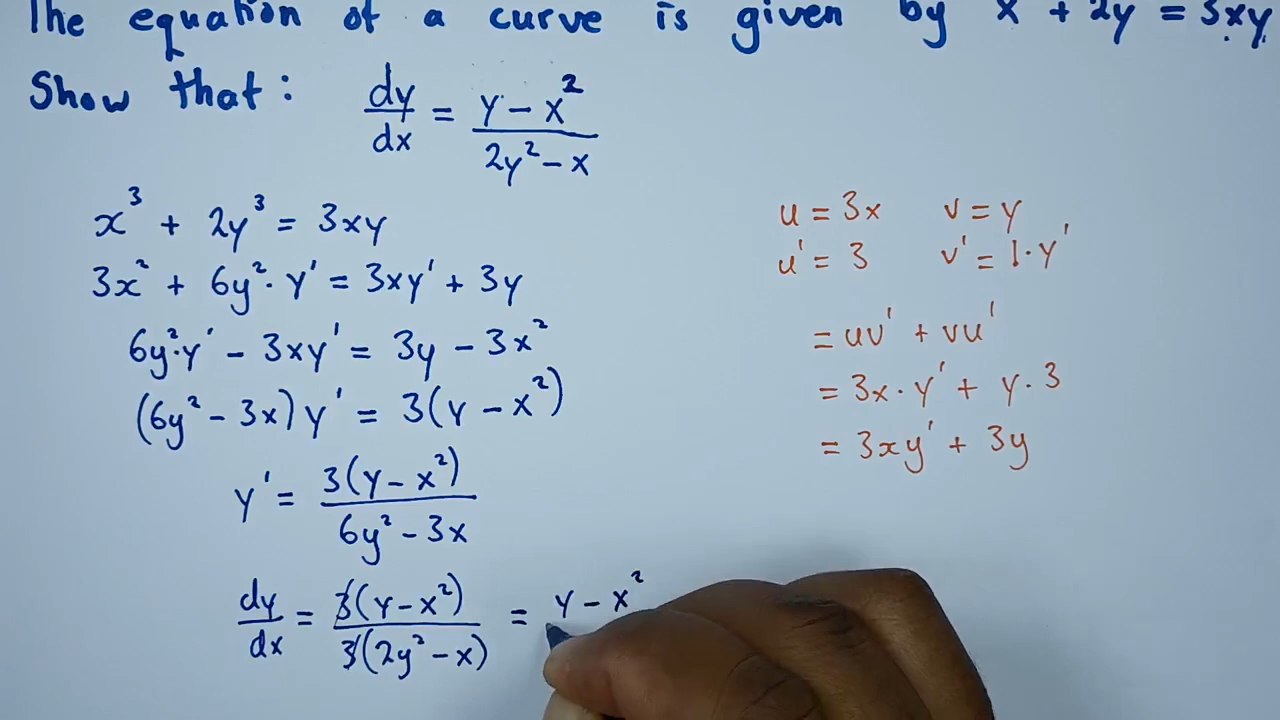 The equation of a curve is given by x + 2y = 3xy
Show that: dy/dx = (y - x²)/(2y² - x)
x³ + 2y³ = 3xy
3x² + 6y² · y' = 3xy' + 3y
6y² · y' - 3xy' = 3y - 3x²
(6y² - 3x) y' = 3(y - x²)
y' = 3(y - x²)/(6y² - 3x)
dy/dx = 3(y - x²)/3(2y² - x) = y - x²
u = 3x v = y
u' = 3 v' = 1 · y'
= uv' + vu'
= 3x · y' + y · 3
= 3xy' + 3y